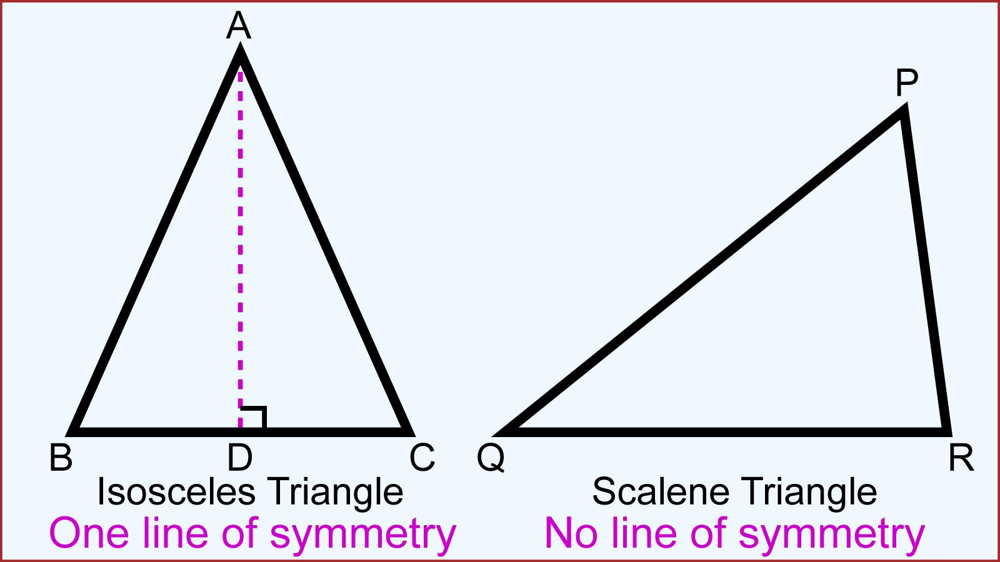 A
P
B
D
C
Q
R
Isosceles Triangle
Scalene Triangle
One line of symmetry
No line of symmetry